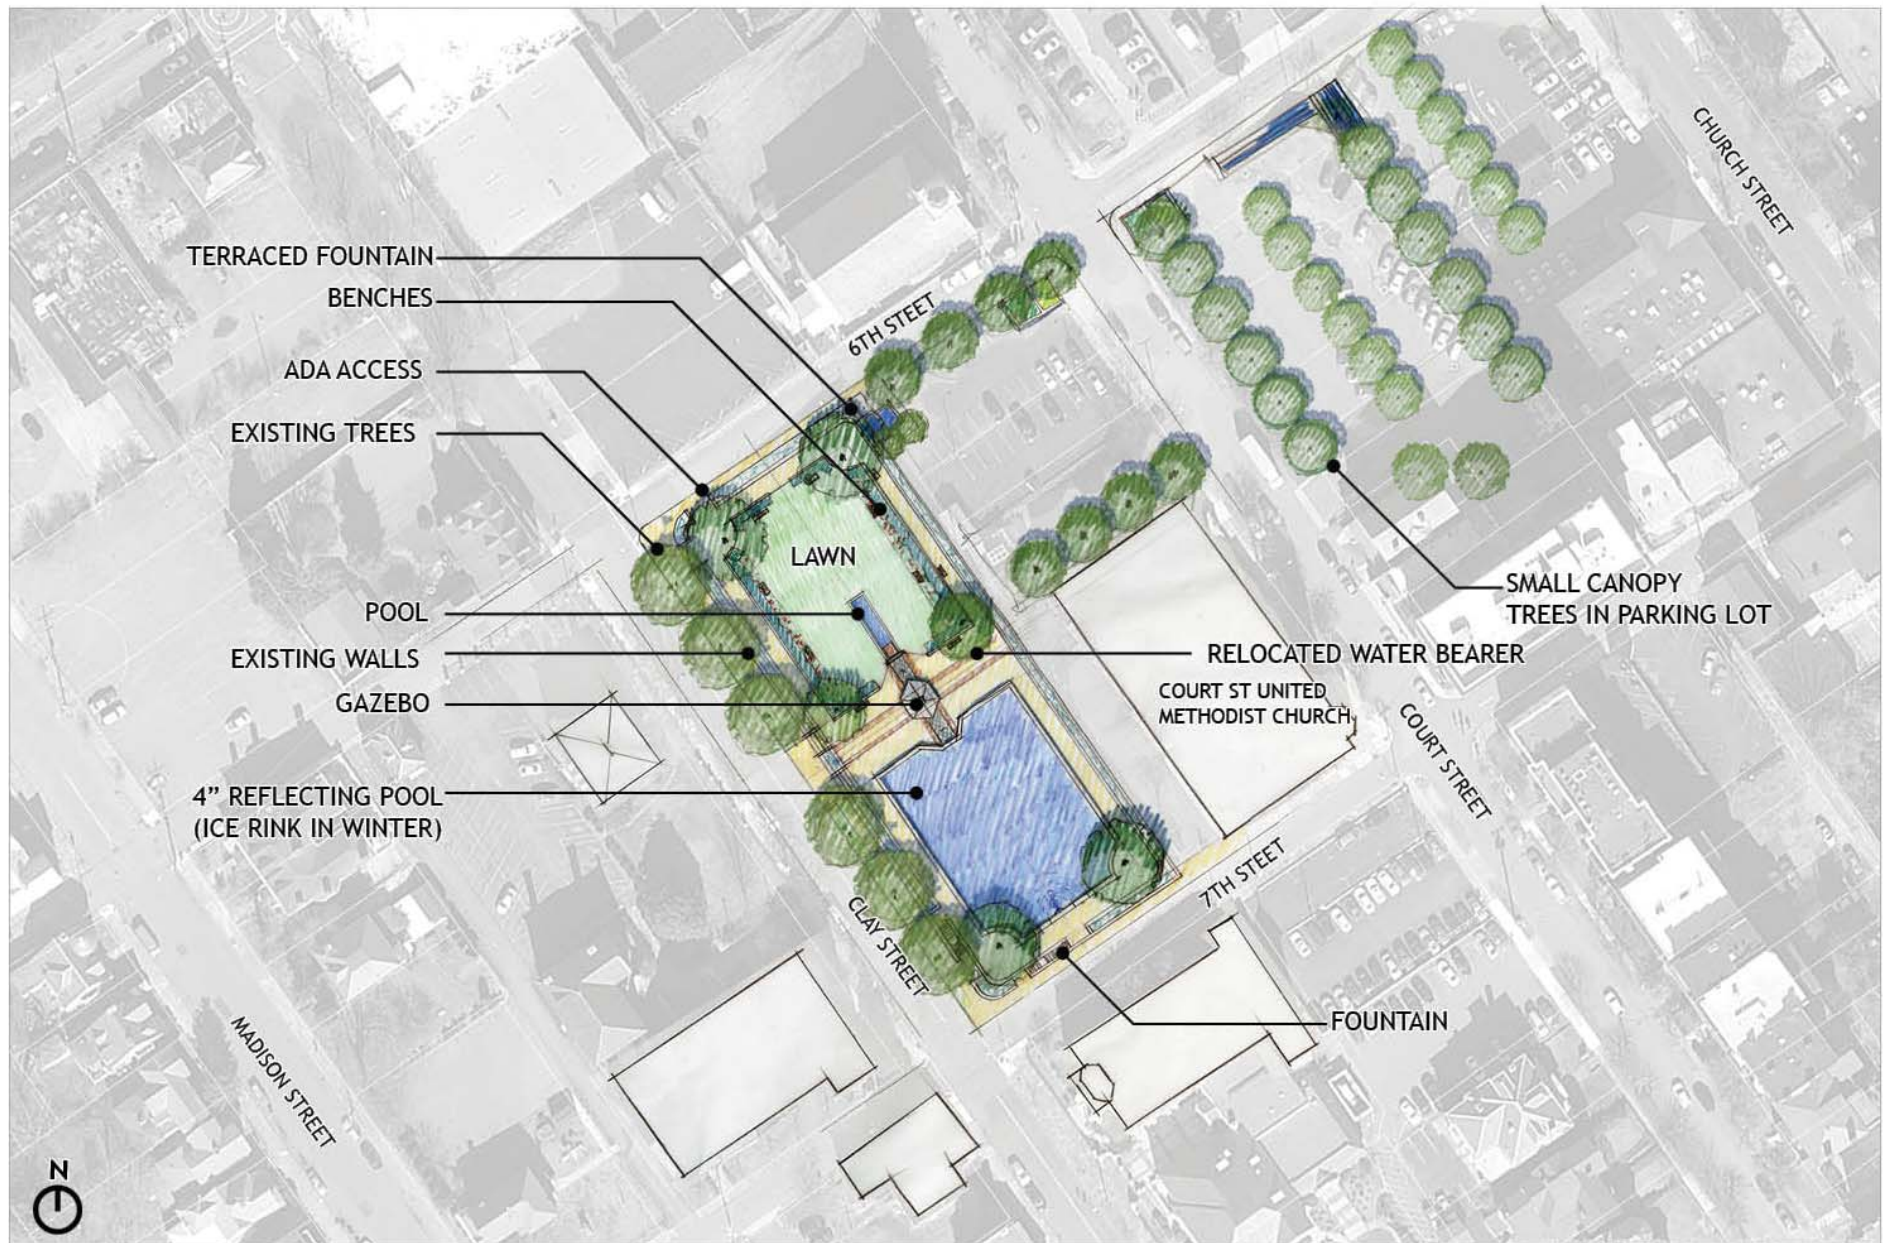 CHURCH STREET
TERRACED FOUNTAIN
BENCHES
6TH STEET
ADA ACCESS
EXISTING TREES
LAWN
POOL
SMALL CANOPY
TREES IN PARKING LOT
EXISTING WALLS
RELOCATED WATER BEARER
GAZEBO
COURT ST UNITED
METHODIST CHURCH
COURT STREET
4” REFLECTING POOL
(ICE RINK IN WINTER)
7TH STEET
CLAY STREET
FOUNTAIN
MADISON STREET
N